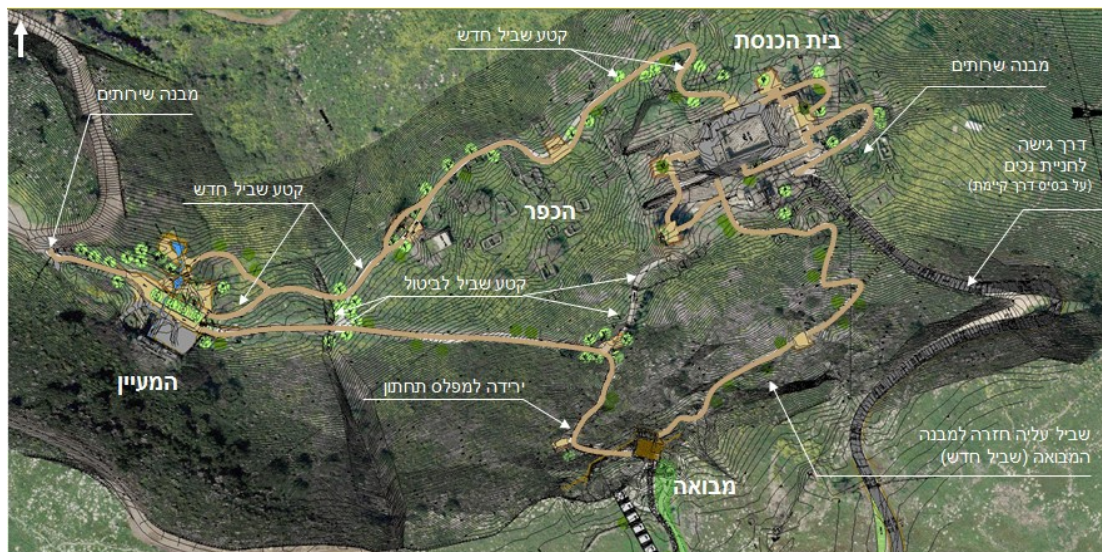 קטע שביל חדש
בית הכנסת
מבנה שרותים
מבנה שירותים
דרך גישה
לחניית נכים
(על בסיס דרך קיימת)
קטע שביל חדש
הכפר
קטע שביל לביטול
המעיין
ירידה למפלס תחתון
שביל עליה חזרה למבנה
המבואה (שביל חדש)
מבואה